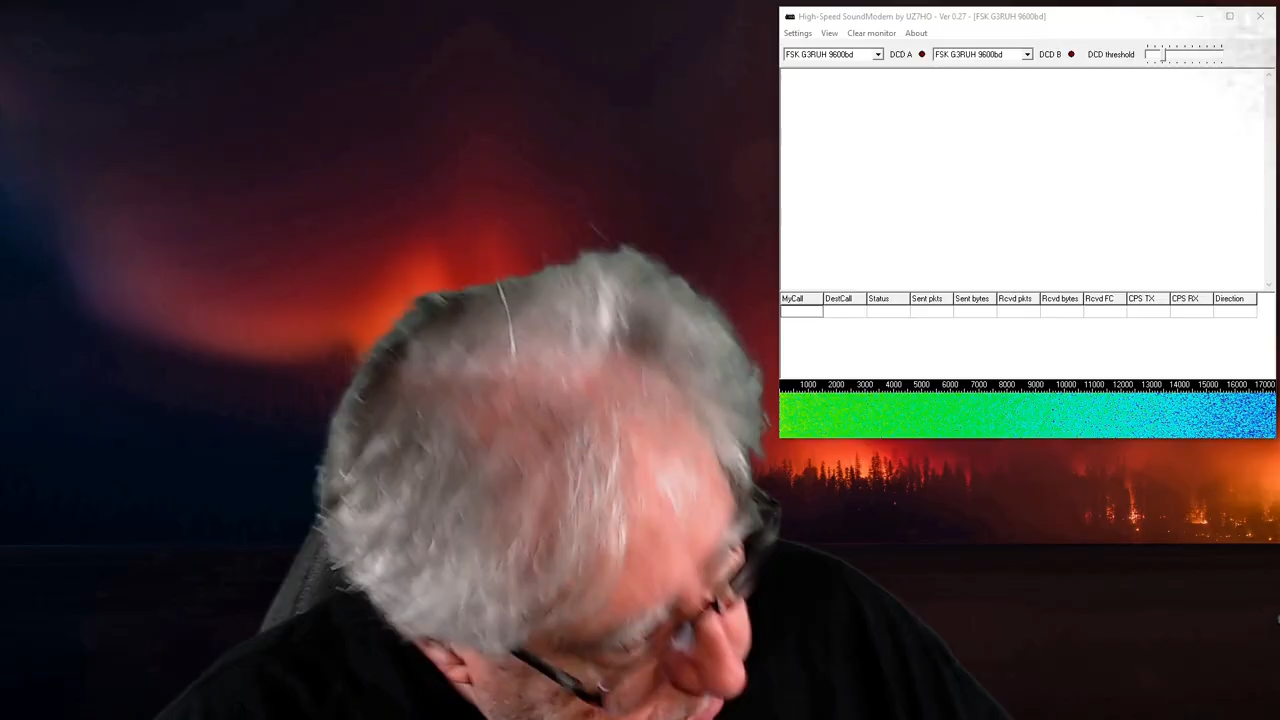 High-Speed SoundModem by UZ7HO - Ver 0.27 - [FSK G3RUH 9600bd]
Settings View Clear monitor About
FSK G3RUH 9600bd DCD A FSK G3RUH 9600bd DCD B DCD threshold
MyCall DestCall Status Sent pkts Sent bytes Rcvd pkts Rcvd bytes Rcvd FC CPS TX CPS RX Direction
1000 2000 3000 4000 5000 6000 7000 8000 9000 10000 11000 12000 13000 14000 15000 16000 17000